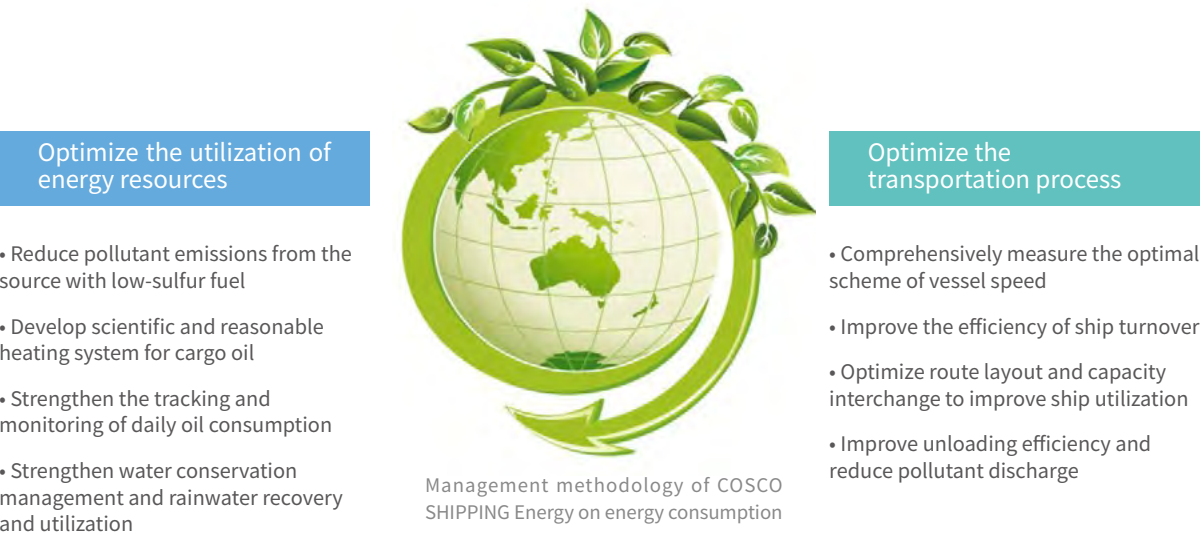 Optimize the utilization of
energy resources
• Reduce pollutant emissions from the
source with low-sulfur fuel
• Develop scientific and reasonable
heating system for cargo oil
• Strengthen the tracking and
monitoring of daily oil consumption
• Strengthen water conservation
management and rainwater recovery
and utilization
Management methodology of COSCO
SHIPPING Energy on energy consumption
Optimize the
transportation process
• Comprehensively measure the optimal
scheme of vessel speed
• Improve the efficiency of ship turnover
• Optimize route layout and capacity
interchange to improve ship utilization
• Improve unloading efficiency and
reduce pollutant discharge